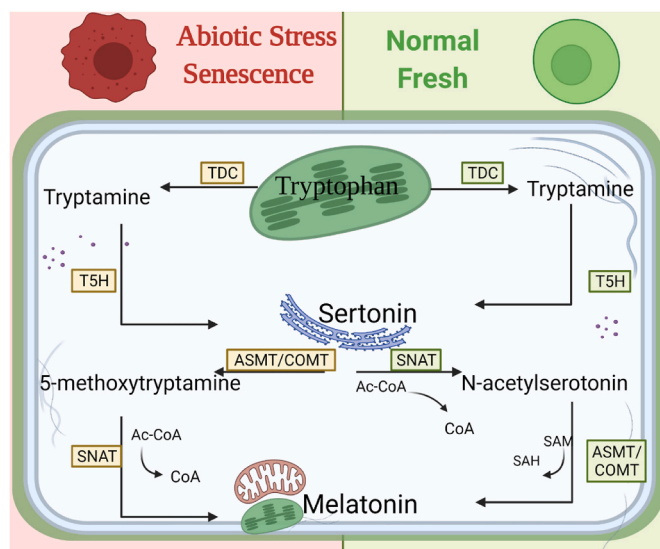 Abiotic Stress
Senescence
Normal
Fresh
TDC
Tryptophan
TDC
Tryptamine
Tryptamine
T5H
T5H
Sertonin
ASMT/COMT
SNAT
5-methoxytryptamine
Ac-CoA
N-acetylserotonin
CoA
Ac-CoA
SNAT
CoA
SAM
SAH
ASMT/
COMT
Melatonin